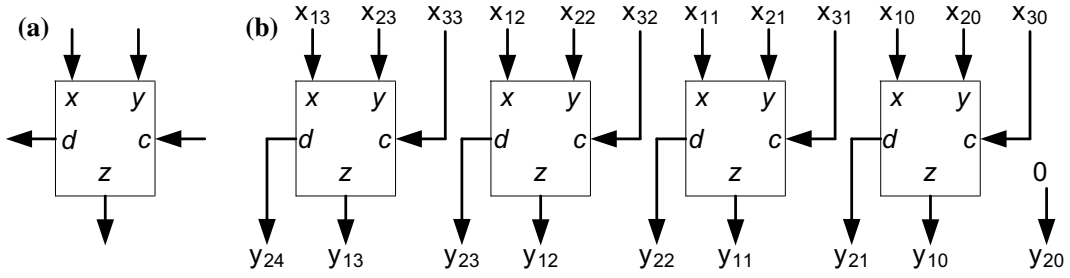 (a) (b) x₁₃ x₂₃ x₃₃ x₁₂ x₂₂ x₃₂ x₁₁ x₂₁ x₃₁ x₁₀ x₂₀ x₃₀
x y x y x y x y x y
d c d c d c d c d c
z z z z z 0
y₂₄ y₁₃ y₂₃ y₁₂ y₂₂ y₁₁ y₂₁ y₁₀ y₂₀